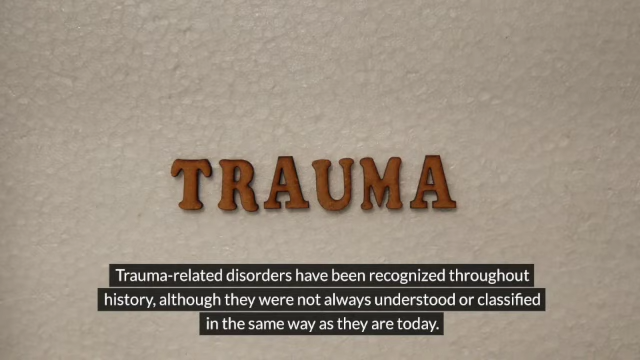 TRAUMA
Trauma-related disorders have been recognized throughout
history, although they were not always understood or classified
in the same way as they are today.